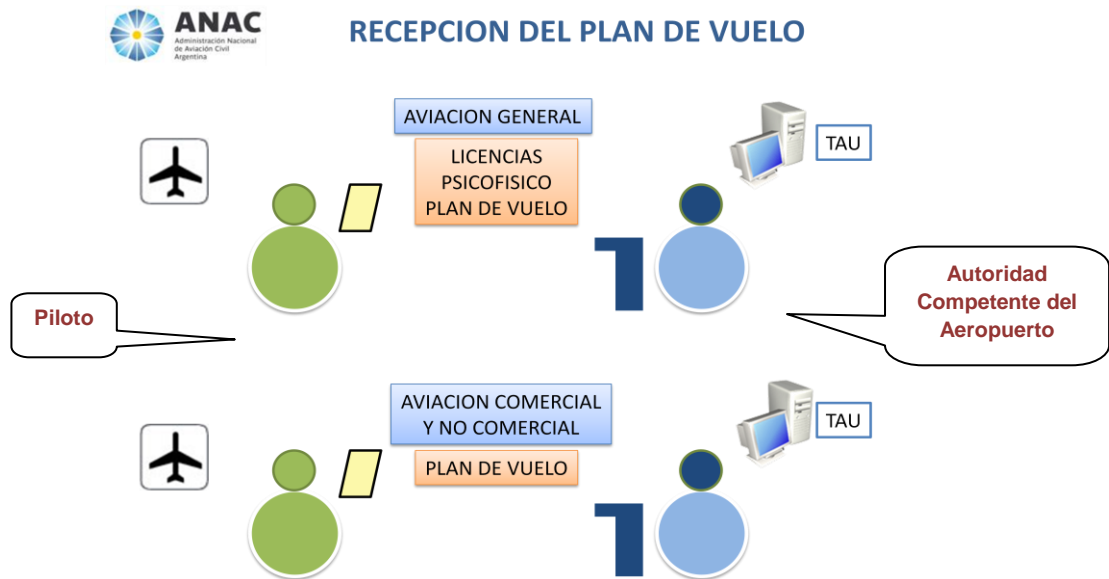 ANAC
Administración Nacional
de Aviación Civil
Argentina
RECEPCION DEL PLAN DE VUELO
AVIACION GENERAL
LICENCIAS
PSICOFISICO
PLAN DE VUELO
TAU
Piloto
Autoridad
Competente del
Aeropuerto
AVIACION COMERCIAL
Y NO COMERCIAL
PLAN DE VUELO
TAU